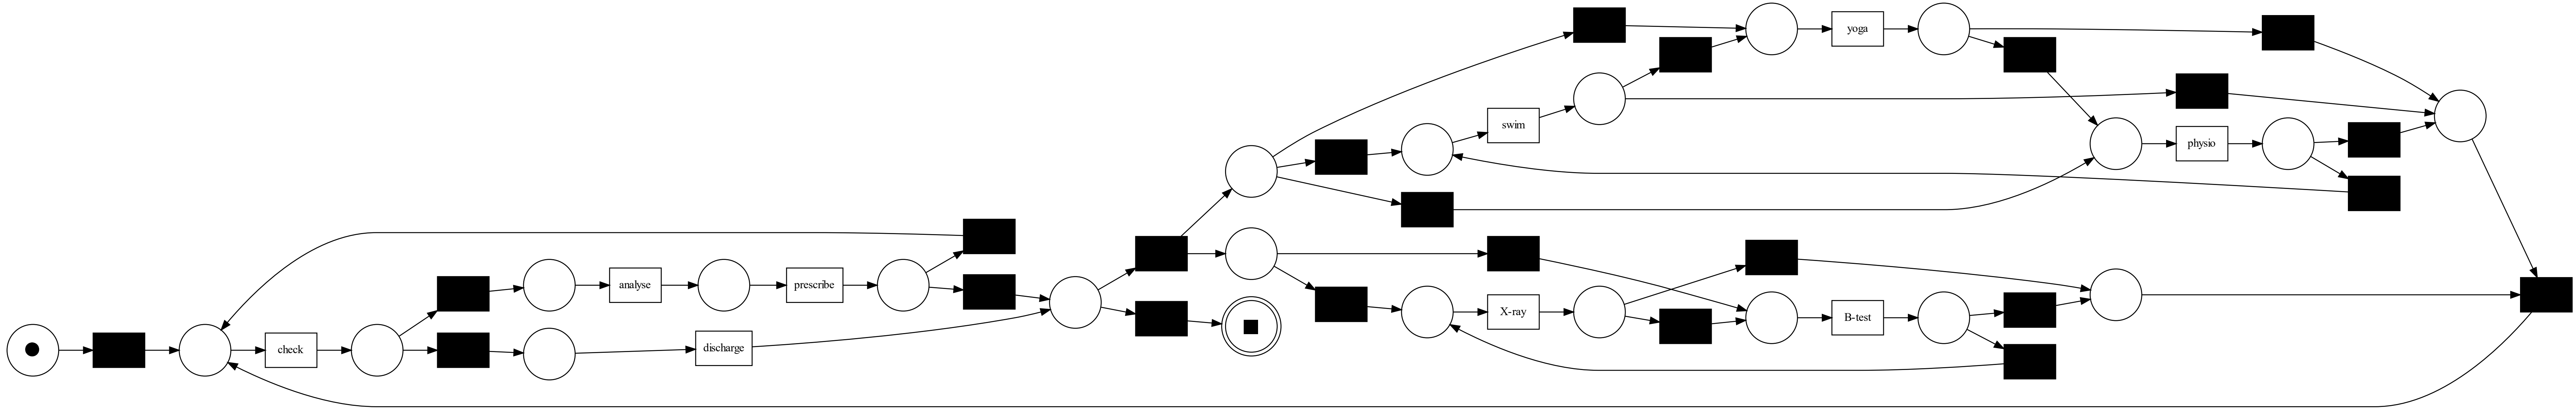 yoga
swim
physio
analyse
prescribe
X-ray
B-test
check
discharge